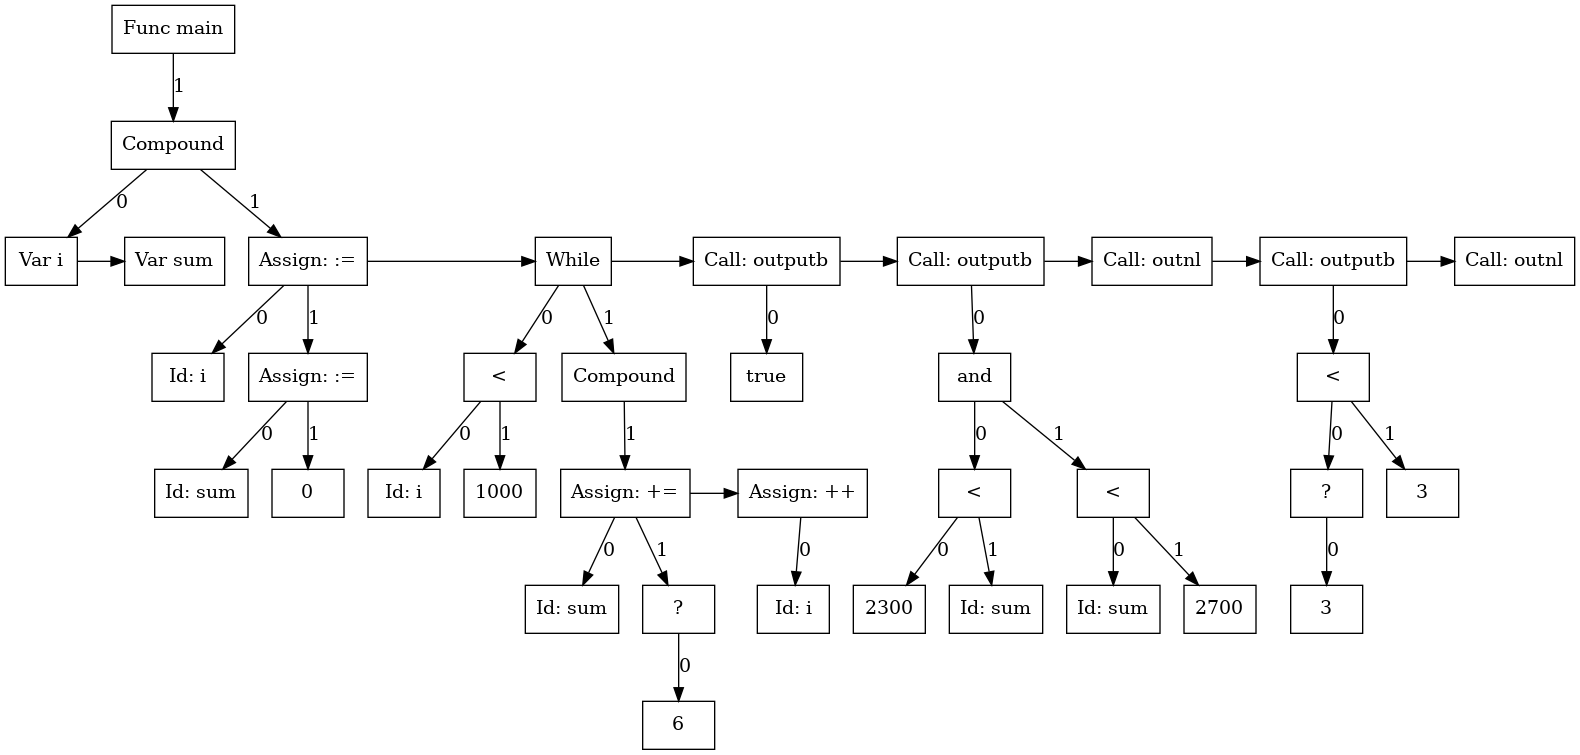 Func main
1
Compound
0
1
Var i
Var sum
Assign: :=
While
Call: outputb
Call: outputb
Call: outnl
Call: outputb
Call: outnl
0
1
0
1
0
0
0
Id: i
Assign: :=
<
Compound
true
and
<
0
1
0
1
1
0
1
0
1
Id: sum
0
Id: i
1000
Assign: +=
Assign: ++
<
<
?
3
0
1
0
0
1
0
1
0
Id: sum
?
Id: i
2300
Id: sum
Id: sum
2700
3
0
6